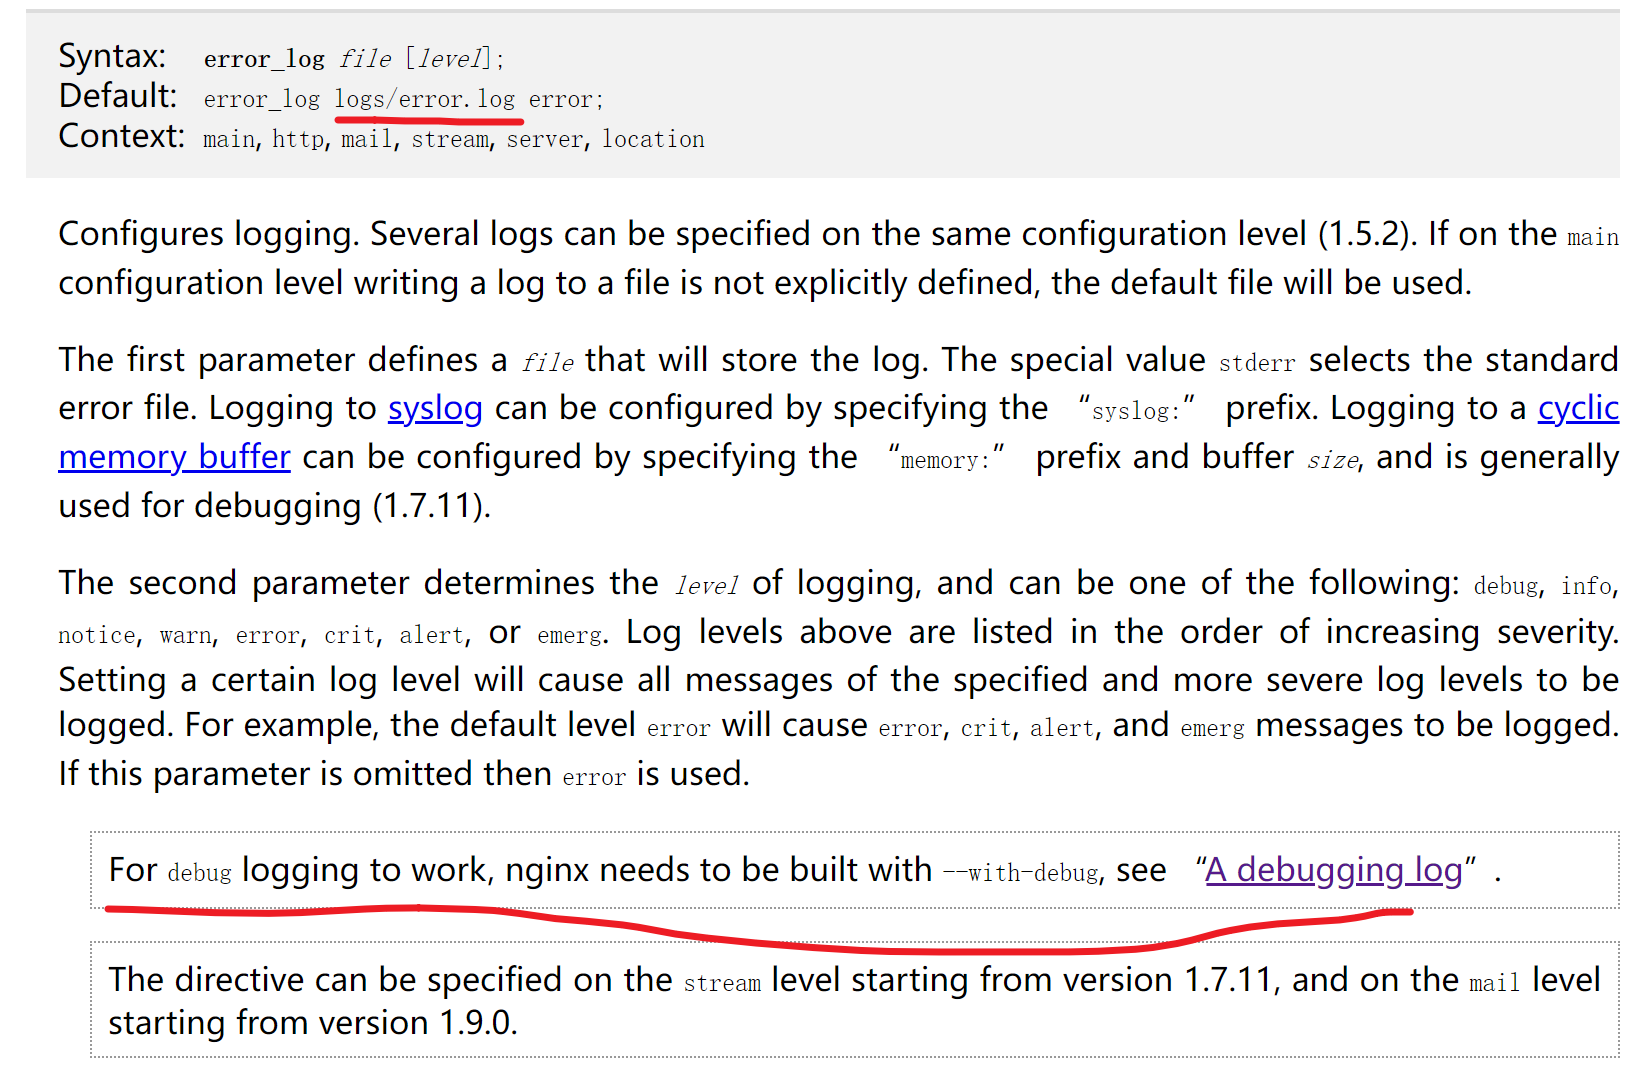 Syntax: error_log file [level];
Default: error_log logs/error.log error;
Context: main, http, mail, stream, server, location
Configures logging. Several logs can be specified on the same configuration level (1.5.2). If on the main
configuration level writing a log to a file is not explicitly defined, the default file will be used.
The first parameter defines a file that will store the log. The special value stderr selects the standard
error file. Logging to syslog can be configured by specifying the “syslog:” prefix. Logging to a cyclic
memory buffer can be configured by specifying the “memory:” prefix and buffer size, and is generally
used for debugging (1.7.11).
The second parameter determines the level of logging, and can be one of the following: debug, info,
notice, warn, error, crit, alert, or emerg. Log levels above are listed in the order of increasing severity.
Setting a certain log level will cause all messages of the specified and more severe log levels to be
logged. For example, the default level error will cause error, crit, alert, and emerg messages to be logged.
If this parameter is omitted then error is used.
For debug logging to work, nginx needs to be built with --with-debug, see “A debugging log”.
The directive can be specified on the stream level starting from version 1.7.11, and on the mail level
starting from version 1.9.0.